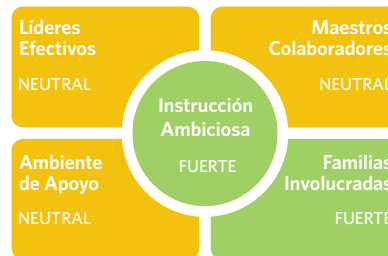 Líderes
Efectivos
NEUTRAL
Maestros
Colaboradores
NEUTRAL
Instrucción
Ambiciosa
FUERTE
Ambiente
de Apoyo
NEUTRAL
Familias
Involucradas
FUERTE